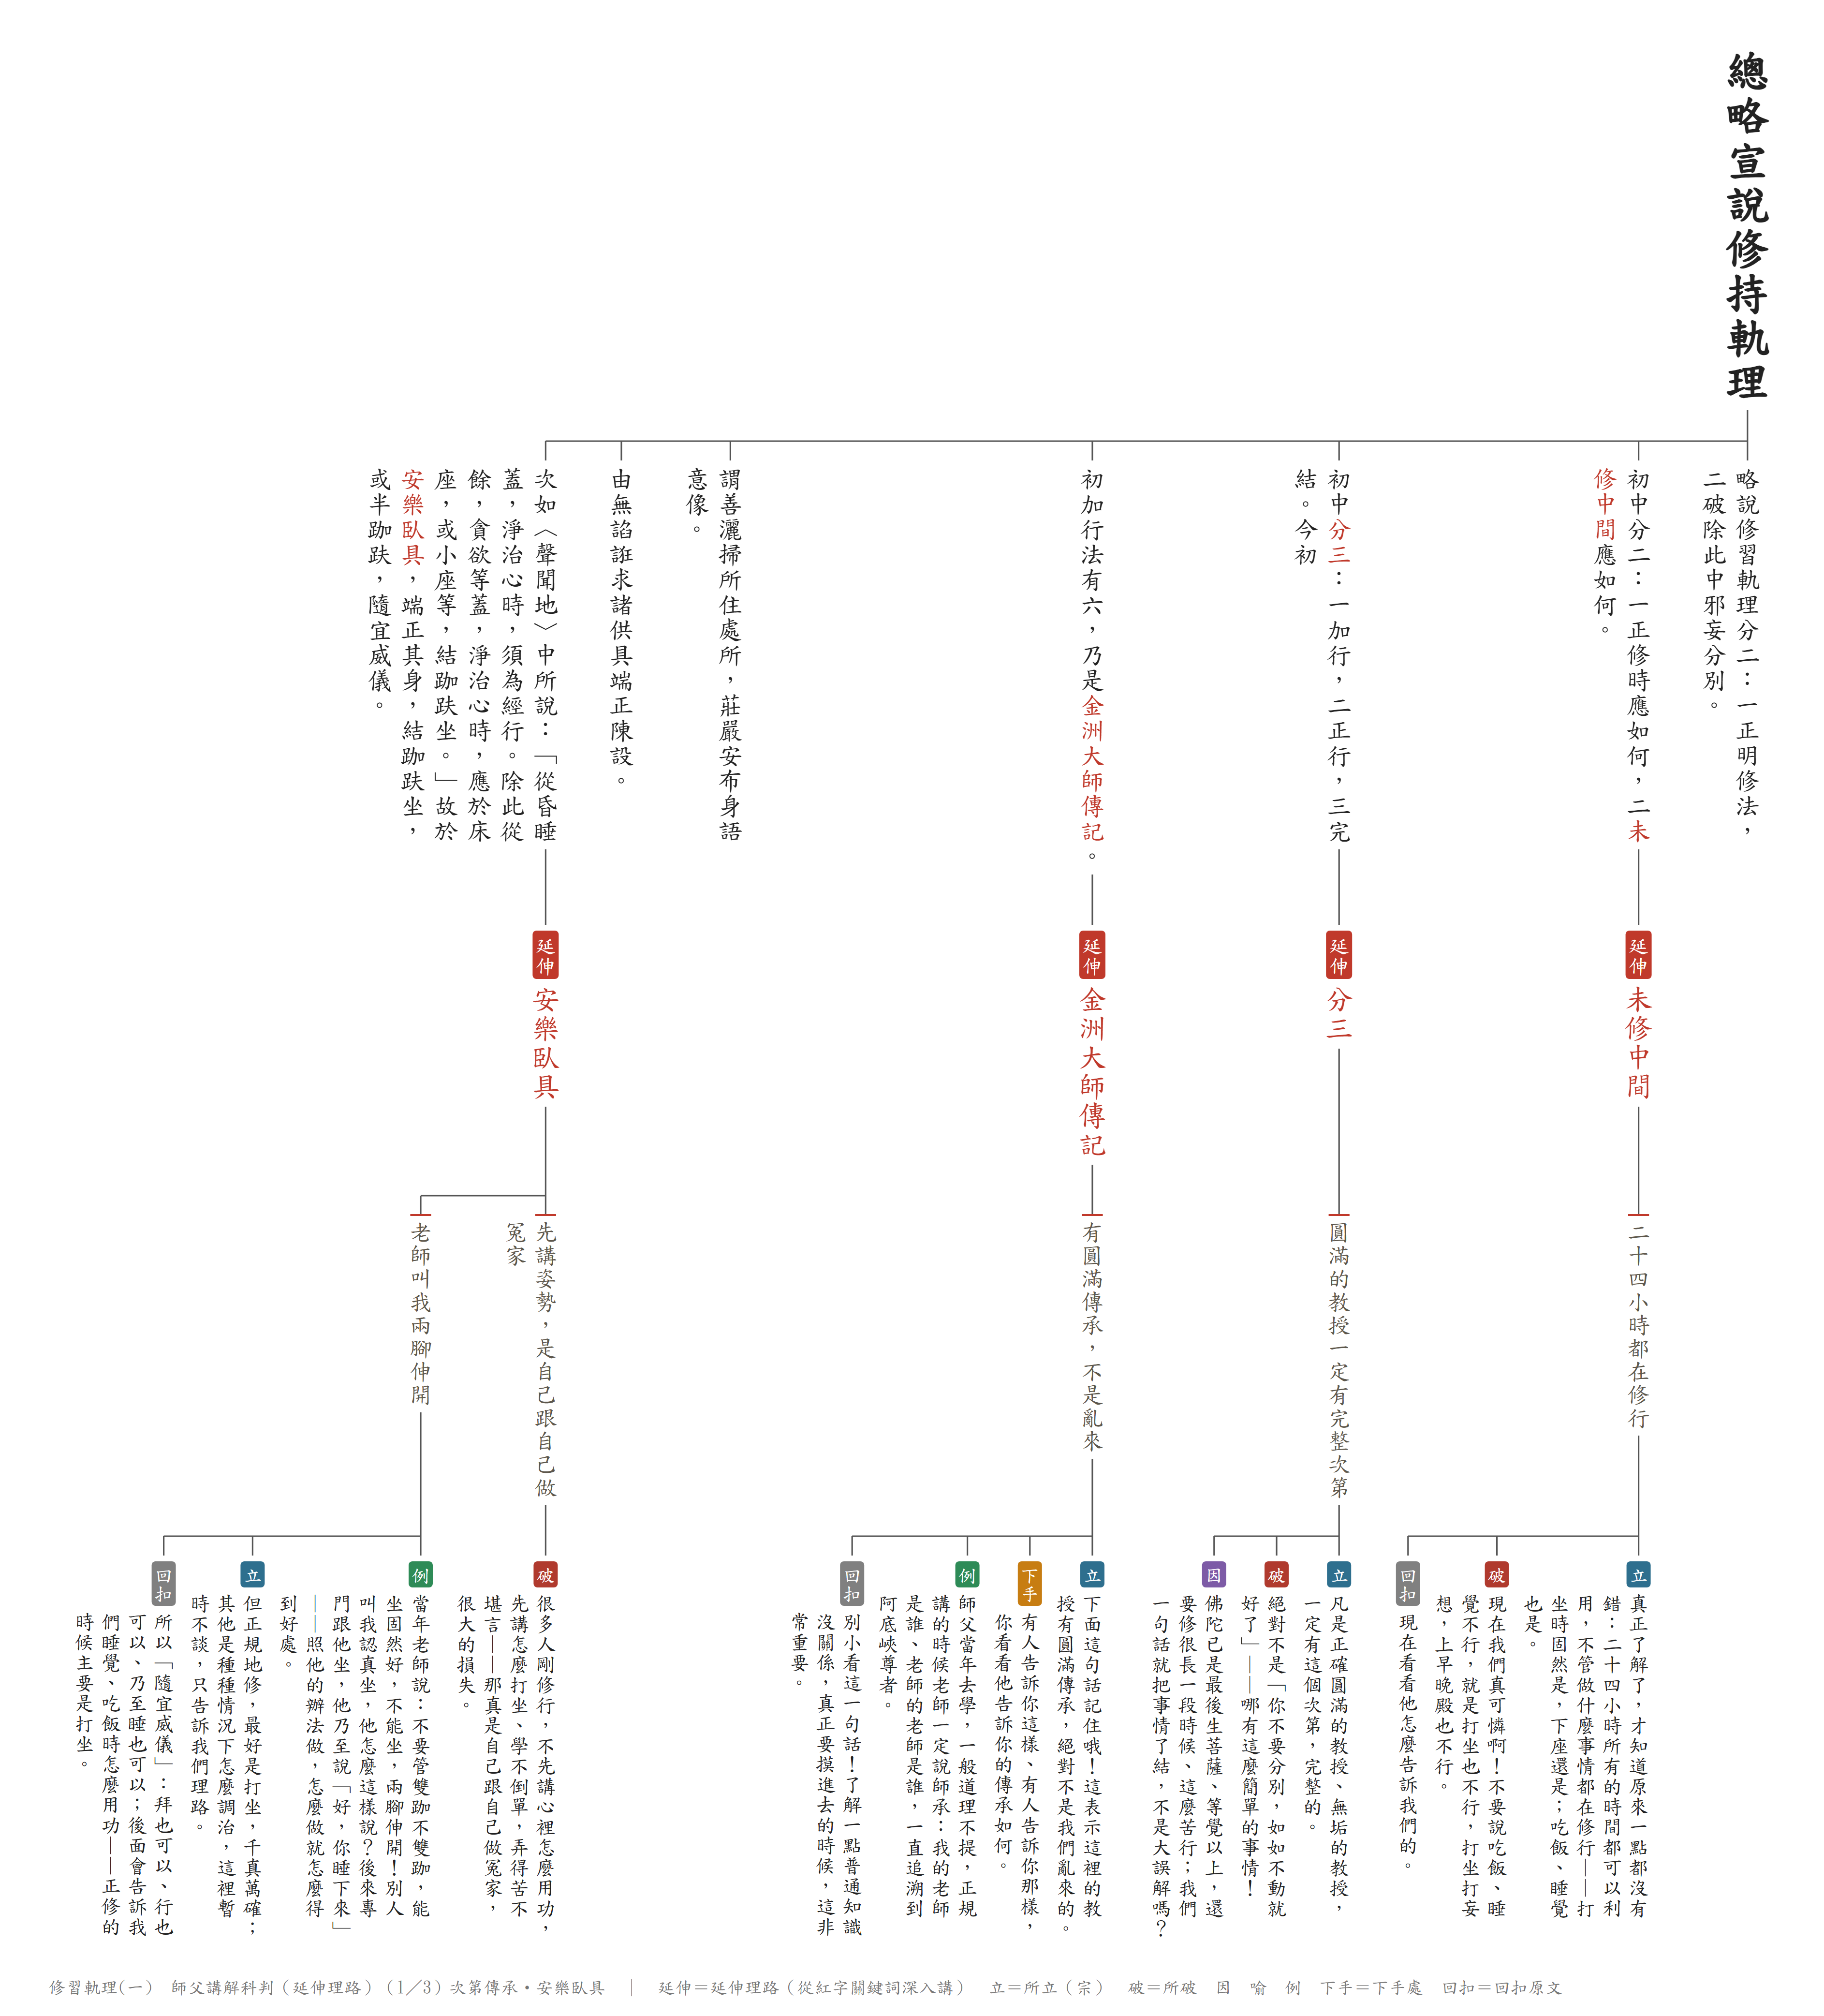 總略宣說修持軌理
略說修習軌理分二：一正明修法，
二破除此中邪妄分別。
初中分二：一正修時應如何，二未
修中間應如何。
初中分三：一加行，二正行，三完
結。今初
初加行法有六，乃是金洲大師傳記。
謂善灑掃所住處所，莊嚴安布身語
意像。
由無諂誑求諸供具端正陳設。
次如〈聲聞地〉中所說：「從昏睡
蓋，淨治心時，須為經行。除此從
餘，貪欲等蓋，淨治心時，應於床
座，或小座等，結跏趺坐。」故於
安樂臥具，端正其身，結跏趺坐，
或半跏趺，隨宜威儀。
延伸
未修中間
延伸
分三
延伸
金洲大師傳記
延伸
安樂臥具
二十四小時都在修行
圓滿的教授一定有完整次第
有圓滿傳承，不是亂來
先講姿勢，是自己跟自己做
冤家
老師叫我兩腳伸開
立
真正了解了，才知道原來一點都沒有
錯：二十四小時所有的時間都可以利
用，不管做什麼事情都在修行——打
坐時固然是，下座還是；吃飯、睡覺
也是。
破
現在我們真可憐啊！不要說吃飯、睡
覺不行，就是打坐也不行，打坐打妄
想，上早晚殿也不行。
回扣
現在看看他怎麼告訴我們的。
立
凡是正確圓滿的教授、無垢的教授，
一定有這個次第，完整的。
破
絕對不是「你不要分別，如如不動就
好了」——哪有這麼簡單的事情！
因
佛陀已是最後生菩薩、等覺以上，還
要修很長一段時候、這麼苦行；我們
一句話就把事情了結，不是大誤解嗎？
立
下面這句話記住哦！這表示這裡的教
授有圓滿傳承，絕對不是我們亂來的。
下手
有人告訴你這樣、有人告訴你那樣，
你看看他告訴你的傳承如何。
例
師父當年去學，一般道理不提，正規
講的時候老師一定說師承：我的老師
是誰、老師的老師是誰，一直追溯到
阿底峽尊者。
回扣
別小看這一句話！了解一點普通知識
沒關係，真正要摸進去的時候，這非
常重要。
破
很多人剛修行，不先講心裡怎麼用功，
先講怎麼打坐、學不倒單，弄得苦不
堪言——那真是自己跟自己做冤家，
很大的損失。
例
當年老師說：不要管雙跏不雙跏，能
坐固然好，不能坐，兩腳伸開！別人
叫我認真坐，他怎麼這樣說？後來專
門跟他坐，他乃至說「好，你睡下來」
——照他的辦法做，怎麼做就怎麼得
到好處。
立
但正規地修，最好是打坐，千真萬確；
其他是種種情況下怎麼調治，這裡暫
時不談，只告訴我們理路。
回扣
所以「隨宜威儀」：拜也可以、行也
可以、乃至睡也可以；後面會告訴我
們睡覺、吃飯時怎麼用功——正修的
時候主要是打坐。
修習軌理(一)　師父講解科判（延伸理路）（1／3）次第傳承・安樂臥具　｜　延伸＝延伸理路（從紅字關鍵詞深入講）　立＝所立（宗）　破＝所破　因　喻　例　下手＝下手處　回扣＝回扣原文